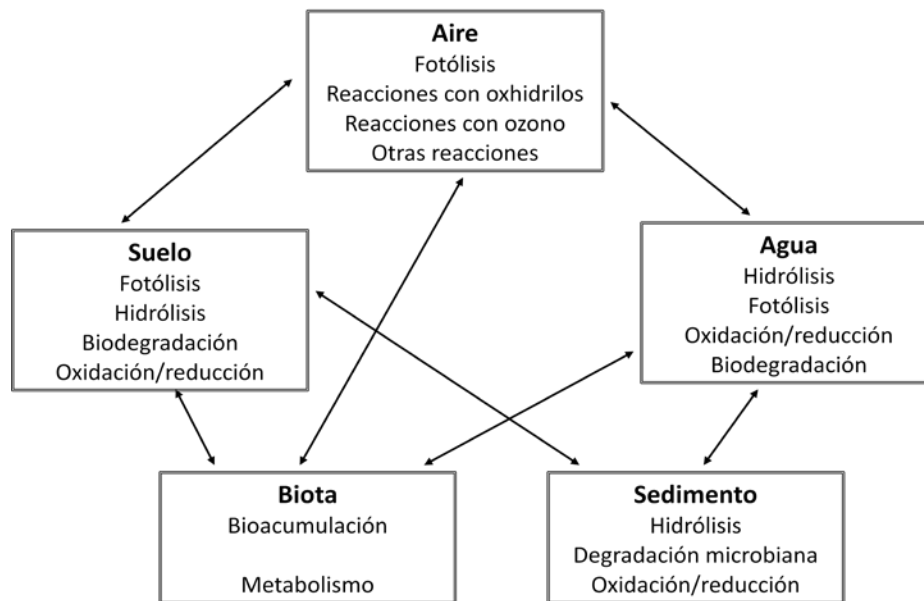 Aire
Fotólisis
Reacciones con oxhidrilos
Reacciones con ozono
Otras reacciones
Suelo
Fotólisis
Hidrólisis
Biodegradación
Oxidación/reducción
Agua
Hidrólisis
Fotólisis
Oxidación/reducción
Biodegradación
Biota
Bioacumulación
Metabolismo
Sedimento
Hidrólisis
Degradación microbiana
Oxidación/reducción